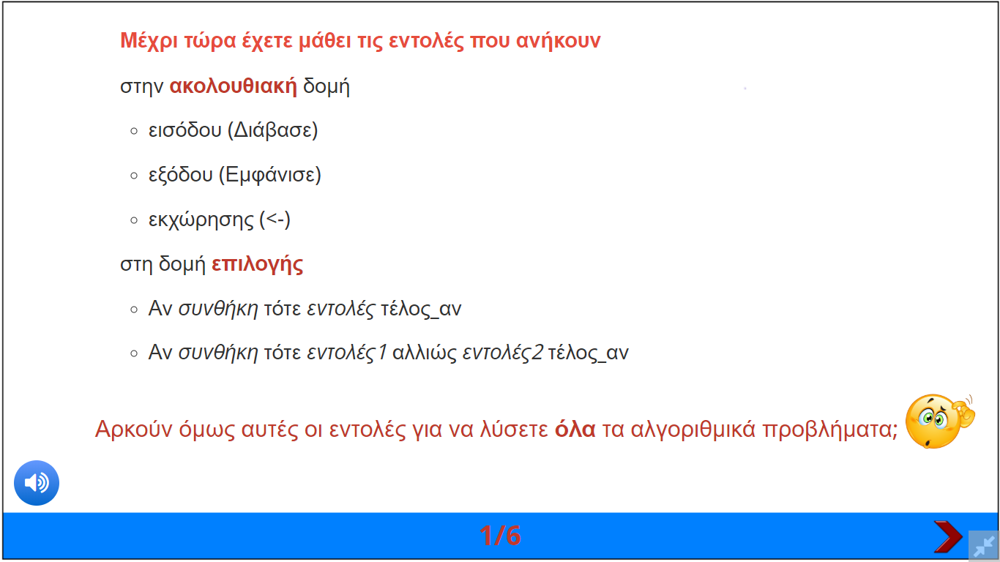 Μέχρι τώρα έχετε μάθει τις εντολές που ανήκουν
στην ακολουθιακή δομή
εισόδου (Διάβασε)
εξόδου (Εμφάνισε)
εκχώρησης (<-)
στη δομή επιλογής
Αν συνθήκη τότε εντολές τέλος_αν
Αν συνθήκη τότε εντολές1 αλλιώς εντολές2 τέλος_αν
Αρκούν όμως αυτές οι εντολές για να λύσετε όλα τα αλγοριθμικά προβλήματα;
1/6